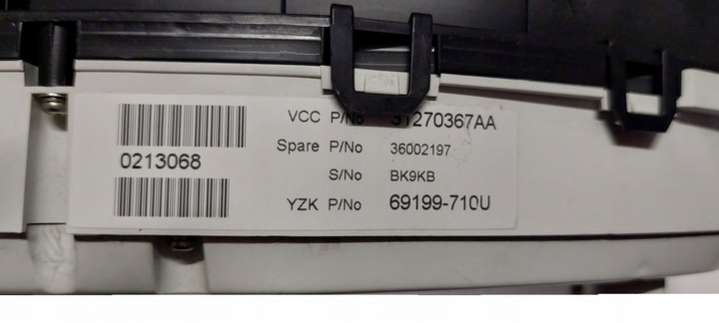 VCC P/No 31270367AA
Spare P/No 36002197
0213068
S/No BK9KB
YZK P/No 69199-710U